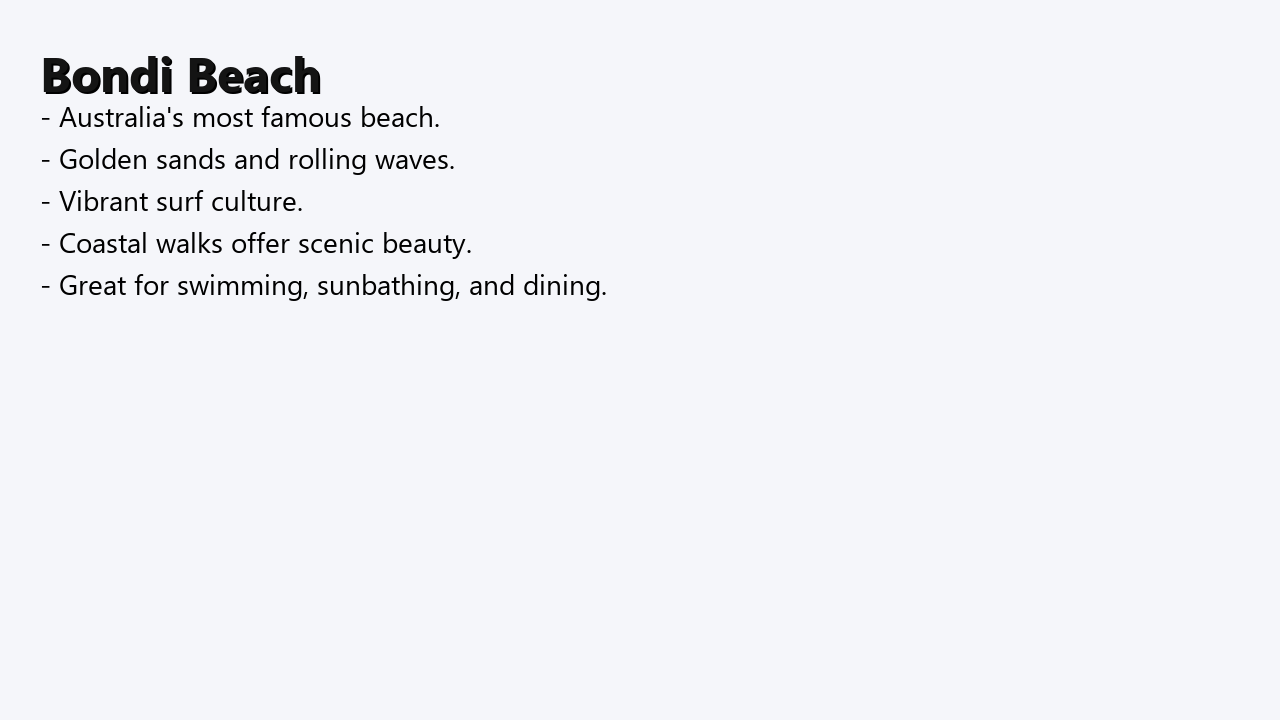 Bondi Beach
- Australia's most famous beach.
- Golden sands and rolling waves.
- Vibrant surf culture.
- Coastal walks offer scenic beauty.
- Great for swimming, sunbathing, and dining.